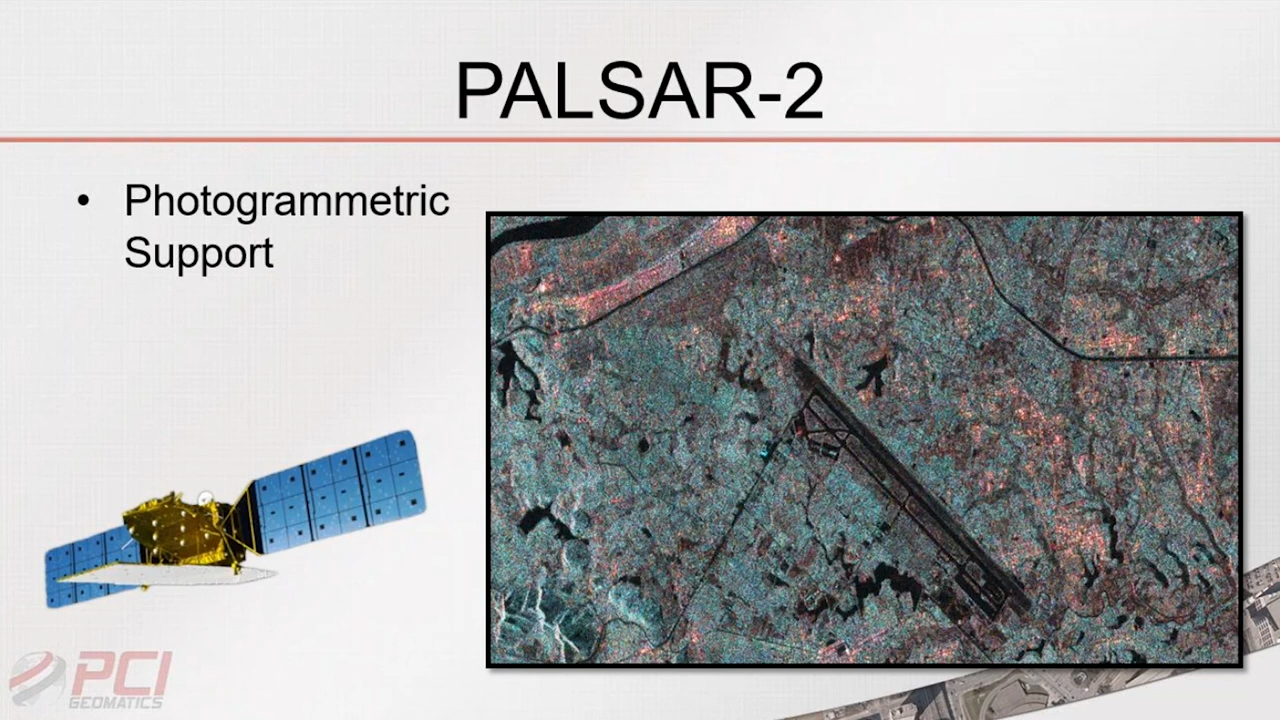 PALSAR-2
• Photogrammetric
Support
PCI
GEOMATICS